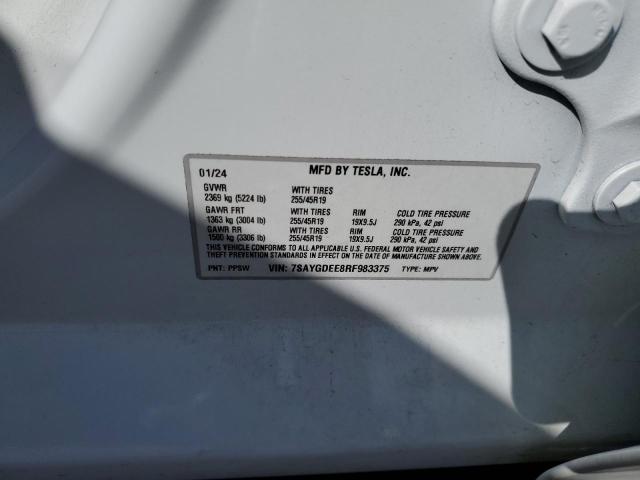 01/24 MFD BY TESLA, INC.
GVWR WITH TIRES
2369 kg (5224 lb) 255/45R19
GAWR FRT WITH TIRES RIM COLD TIRE PRESSURE
1363 kg (3004 lb) 255/45R19 19X9.5J 290 kPa, 42 psi
GAWR RR WITH TIRES RIM COLD TIRE PRESSURE
1500 kg (3306 lb) 255/45R19 19X9.5J 290 kPa, 42 psi
THIS VEHICLE CONFORMS TO ALL APPLICABLE U.S. FEDERAL MOTOR VEHICLE SAFETY AND
THEFT PREVENTION STANDARDS IN EFFECT ON THE DATE OF MANUFACTURE SHOWN ABOVE.
PNT: PPSW VIN: 7SAYGDEE8RF983375 TYPE: MPV